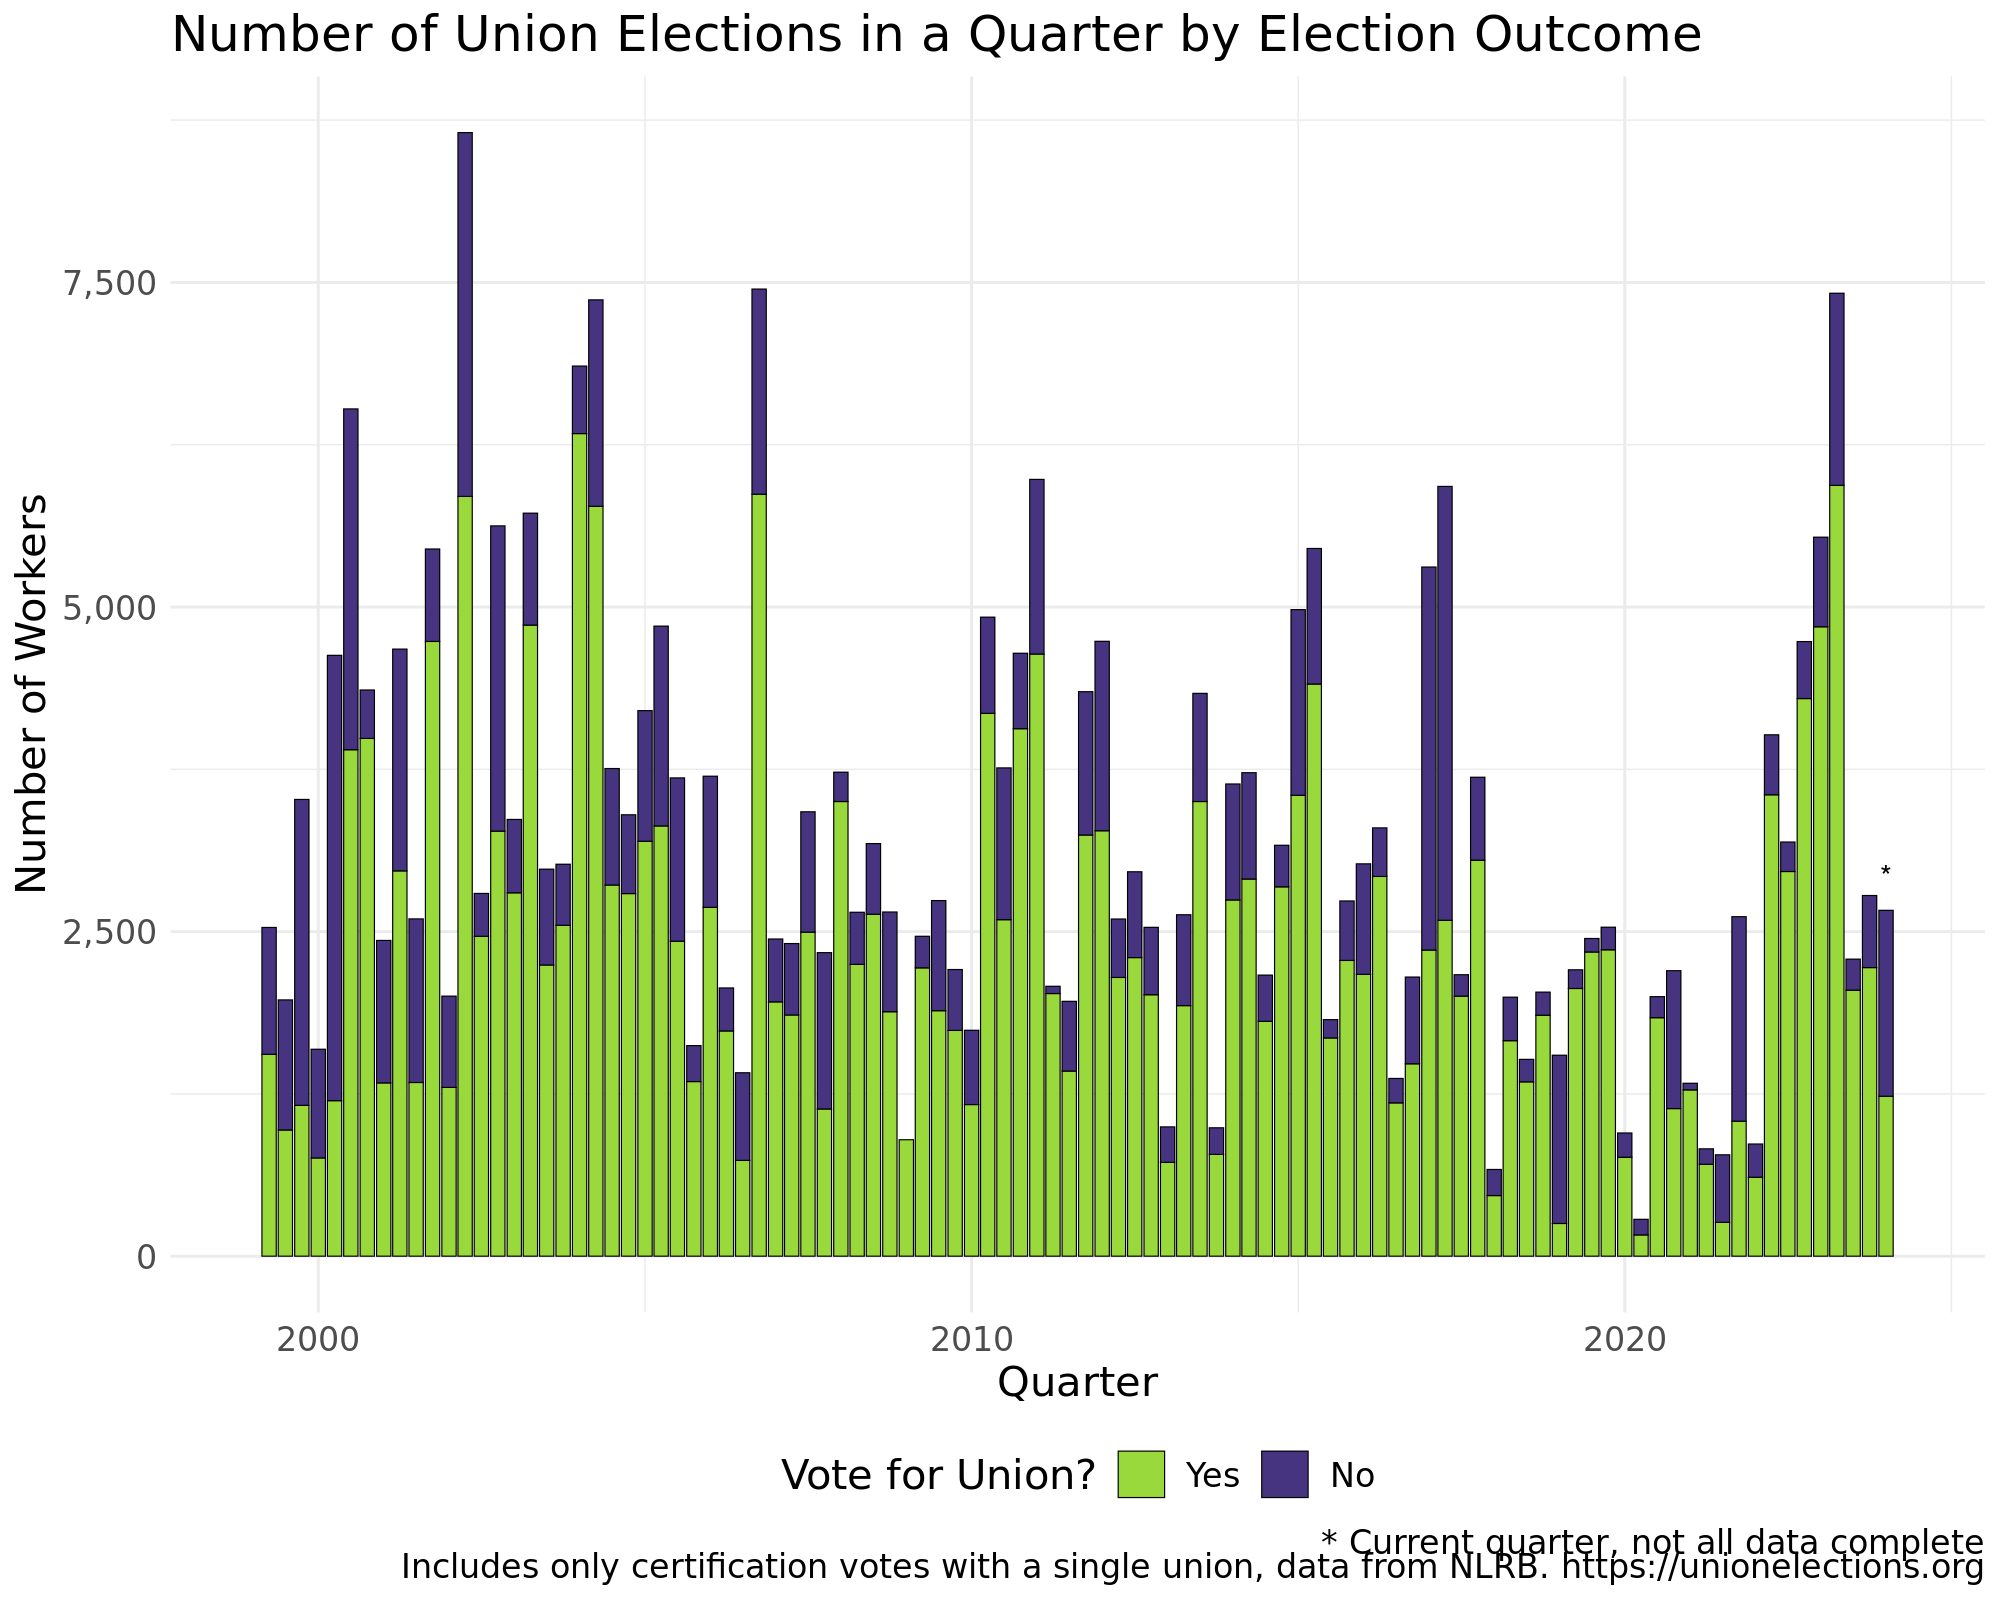 Number of Union Elections in a Quarter by Election Outcome
7,500
5,000
2,500
0
Number of Workers
*
2000 2010 2020
Quarter
Vote for Union? Yes No
* Current quarter, not all data complete
Includes only certification votes with a single union, data from NLRB. https://unionelections.org